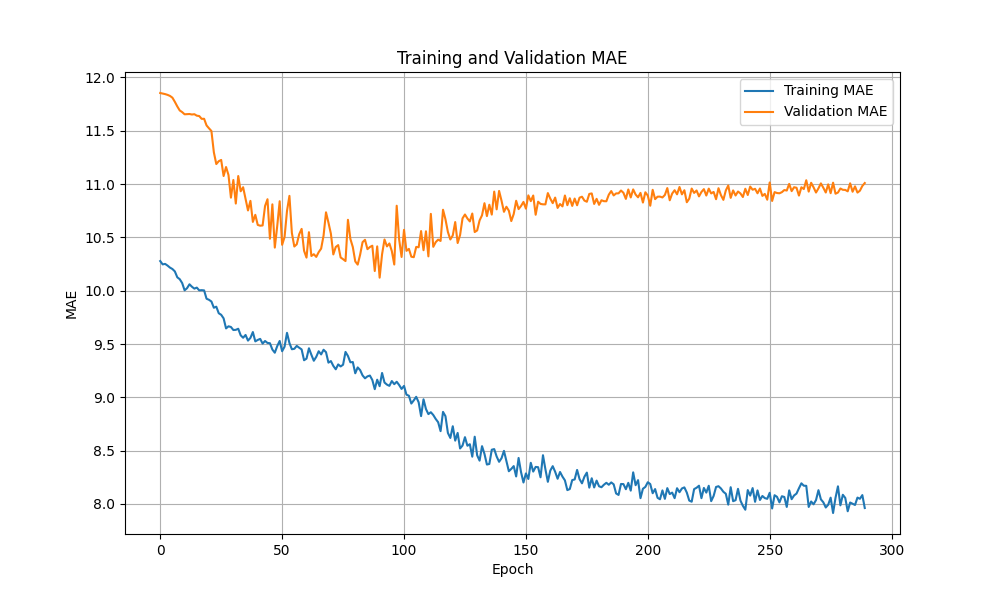 Training and Validation MAE
12.0
11.5
11.0
10.5
10.0
9.5
9.0
8.5
8.0
MAE
Training MAE
Validation MAE
0 50 100 150 200 250 300
Epoch